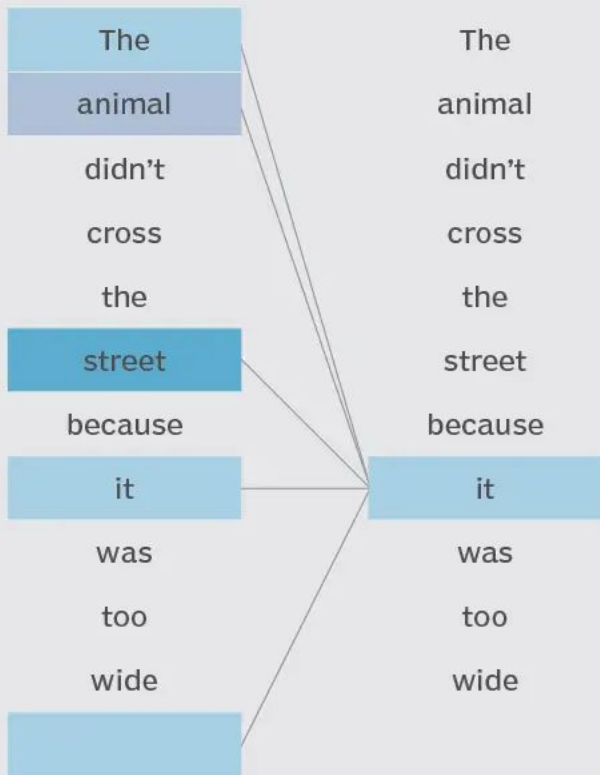 The
animal
didn’t
cross
the
street
because
it
was
too
wide
The
animal
didn’t
cross
the
street
because
it
was
too
wide